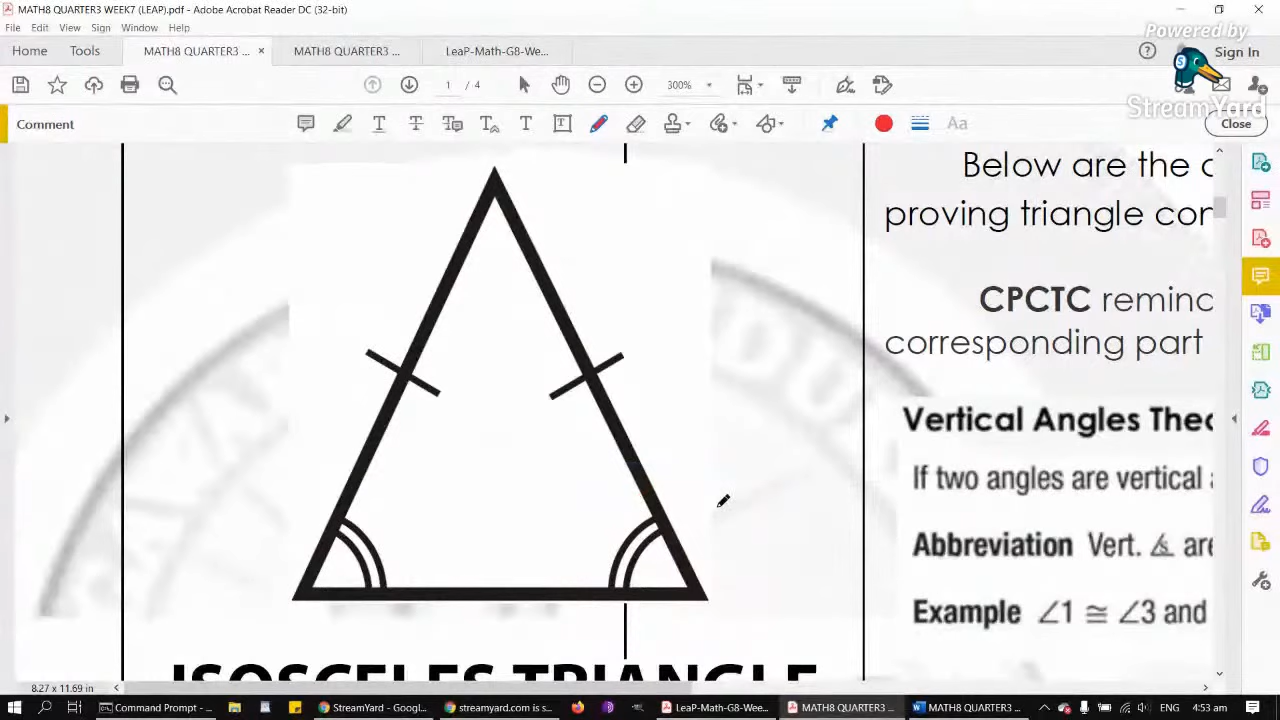 MATH8 QUARTER3 WEEK7 (LEAP).pdf - Adobe Acrobat Reader DC (32-bit)
File Edit View Sign Window Help
Powered by
StreamYard
Home Tools MATH8 QUARTER3 ... × MATH8 QUARTER3 ... LeaP-Math-G8-We... Sign In
1 / 300%
Comment Close
Below are the
proving triangle
CPCTC
corresponding part
Vertical Angles
If two angles are vertical
Abbreviation Vert. ∡ are
Example ∠1 ≅ ∠3 and
ISOSCELES TRIANGLE
8.27 x 11.69 in
Command Prompt - ... StreamYard - Googl... streamyard.com is s... LeaP-Math-G8-Wee... MATH8 QUARTER3 ... MATH8 QUARTER3 ... ENG 4:53 am